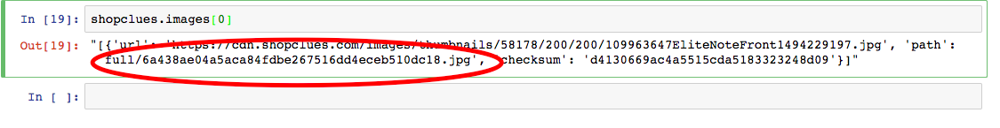 In [19]: shopclues.images[0]
Out[19]: "[{'url': 'https://cdn.shopclues.com/images/thumbnails/58178/200/200/109963647EliteNoteFront1494229197.jpg', 'path':
full/6a438ae04a5aca84fdbe267516dd4eceb510dc18.jpg', 'checksum': 'd4130669ac4a5515cda5183323248d09'}]"
In [ ]: